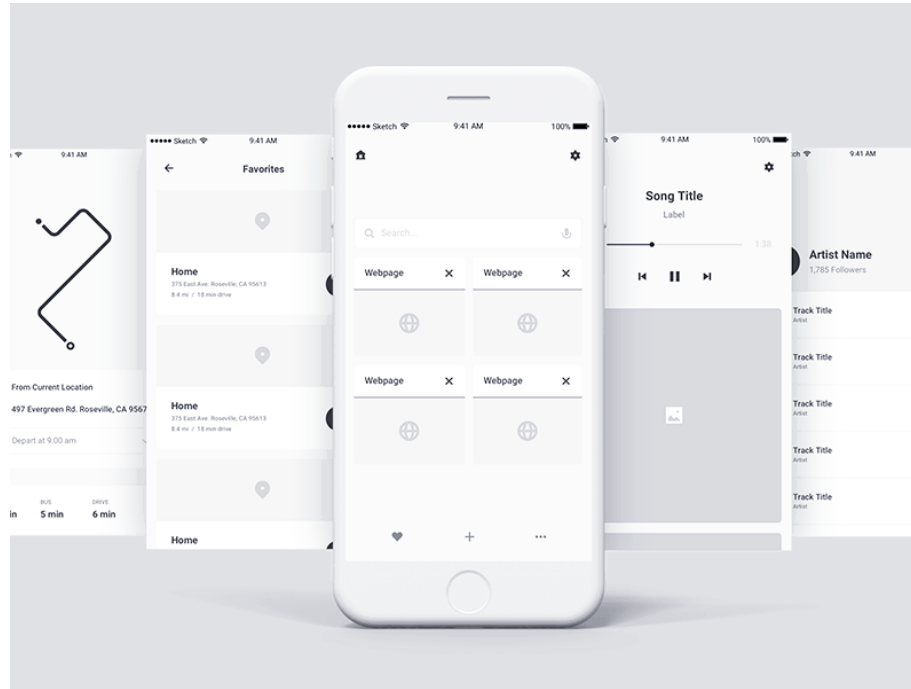 9:41 AM
From Current Location
497 Evergreen Rd. Roseville, CA 9567
Depart at 9:00 am
BUS
DRIVE
in
5 min
6 min
Sketch
9:41 AM
Favorites
Home
375 East Ave. Roseville, CA 95613
8.4 mi / 18 min drive
Home
375 East Ave. Roseville, CA 95613
8.4 mi / 18 min drive
Home
Sketch
9:41 AM
100%
Search...
Webpage
Webpage
Webpage
Webpage
9:41 AM
100%
Song Title
Label
1:38
ch
9:41 AM
Artist Name
1,785 Followers
Track Title
Artist
Track Title
Artist
Track Title
Artist
Track Title
Artist
Track Title
Artist